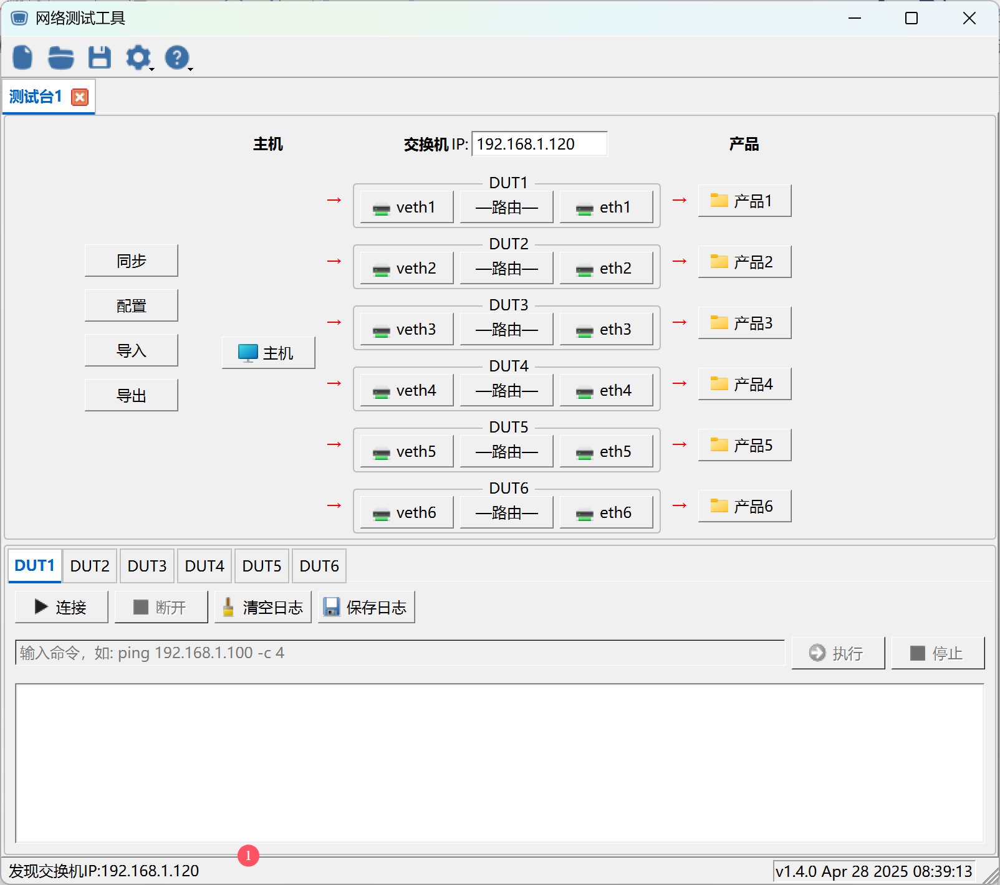 网络测试工具
测试台1
主机 交换机 IP: 192.168.1.120 产品
DUT1
→ veth1 —路由— eth1 → 产品1
DUT2
同步 → veth2 —路由— eth2 → 产品2
配置
DUT3
→ veth3 —路由— eth3 → 产品3
导入 主机
DUT4
导出 → veth4 —路由— eth4 → 产品4
DUT5
→ veth5 —路由— eth5 → 产品5
DUT6
→ veth6 —路由— eth6 → 产品6
DUT1 DUT2 DUT3 DUT4 DUT5 DUT6
连接 断开 清空日志 保存日志
输入命令，如: ping 192.168.1.100 -c 4 执行 停止
1
发现交换机IP:192.168.1.120 v1.4.0 Apr 28 2025 08:39:13